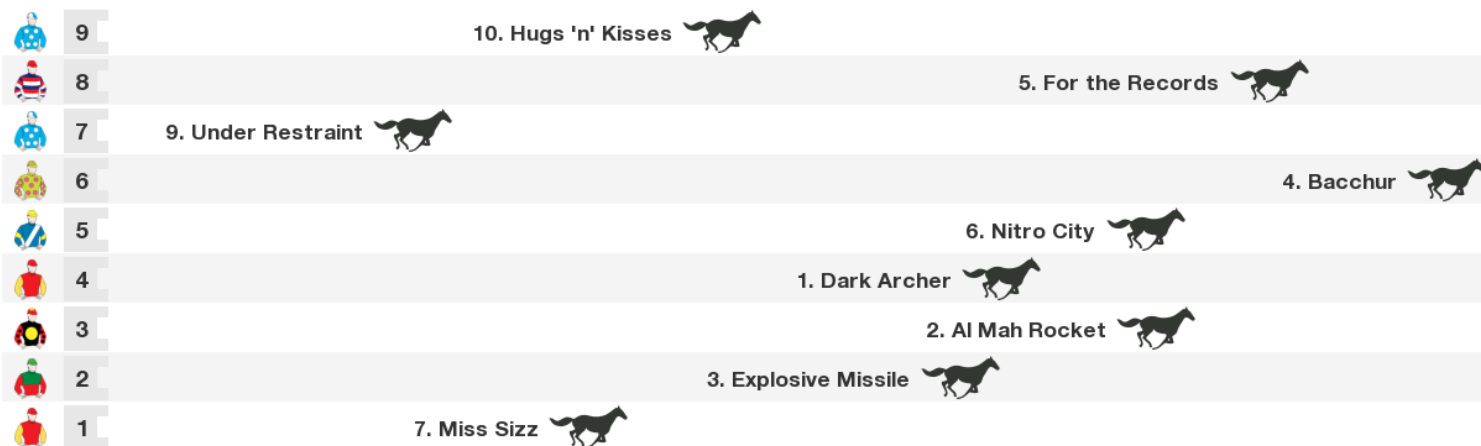 9 10. Hugs 'n' Kisses
8 5. For the Records
7 9. Under Restraint
6 4. Bacchur
5 6. Nitro City
4 1. Dark Archer
3 2. Al Mah Rocket
2 3. Explosive Missile
1 7. Miss Sizz